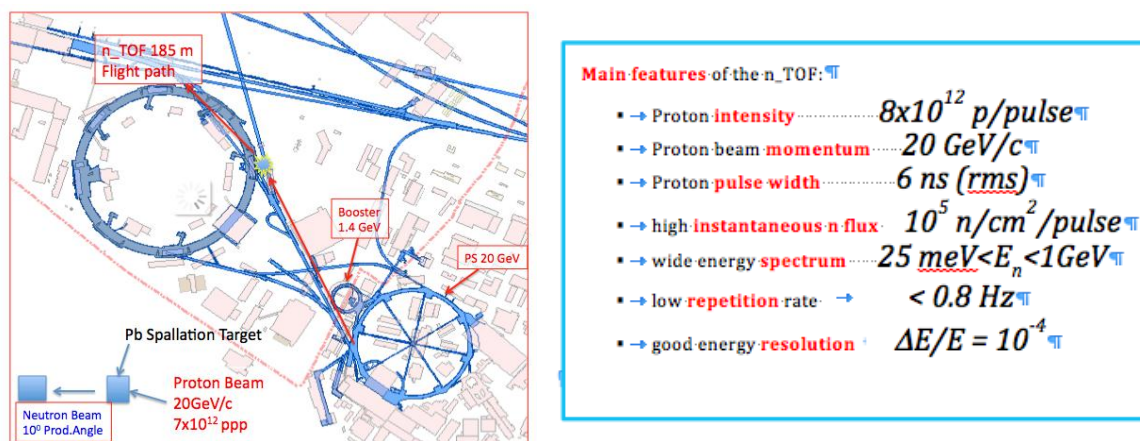 n_TOF 185 m
Flight path
Booster
1.4 GeV
PS 20 GeV
Pb Spallation Target
Proton Beam
20GeV/c
7x10¹² ppp
Neutron Beam
10⁰ Prod.Angle
Main·features·of·the·n_TOF:¶
▪→Proton·intensity··········8x10¹² p/pulse¶
▪→Proton·beam·momentum·····20 GeV/c¶
▪→Proton·pulse·width············6 ns (rms)¶
▪→high·instantaneous·n·flux·10⁵ n/cm²/pulse¶
▪→wide·energy·spectrum·····25 meV<Eₙ<1GeV¶
▪→low·repetition·rate·→< 0.8 Hz¶
▪→good·energy·resolution·ΔE/E = 10⁻⁴¶